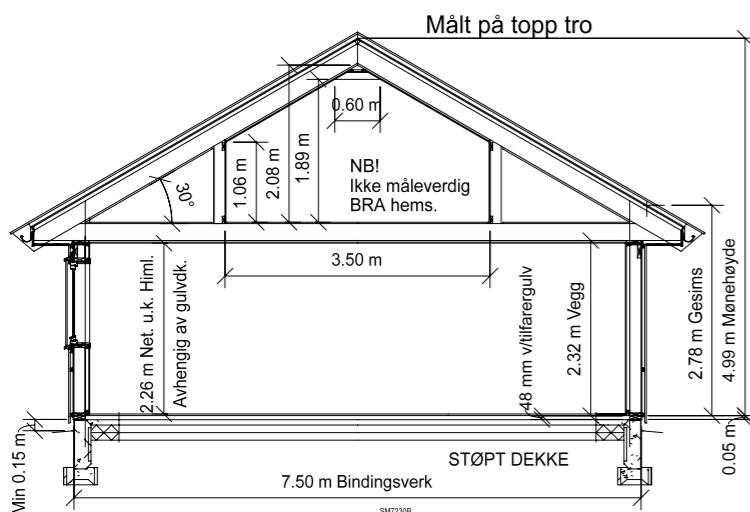 Målt på topp tro
0.60 m
1.06 m
2.08 m
1.89 m
NB!
Ikke måleverdig
BRA hems.
30°
3.50 m
2.26 m Net. u.k. Himl.
Avhengig av gulvdk.
48 mm v/tilfarergulv
2.32 m Vegg
2.78 m Gesims
4.99 m Mønehøyde
Min 0.15 m
0.05 m
STØPT DEKKE
7.50 m Bindingsverk
SM7230B